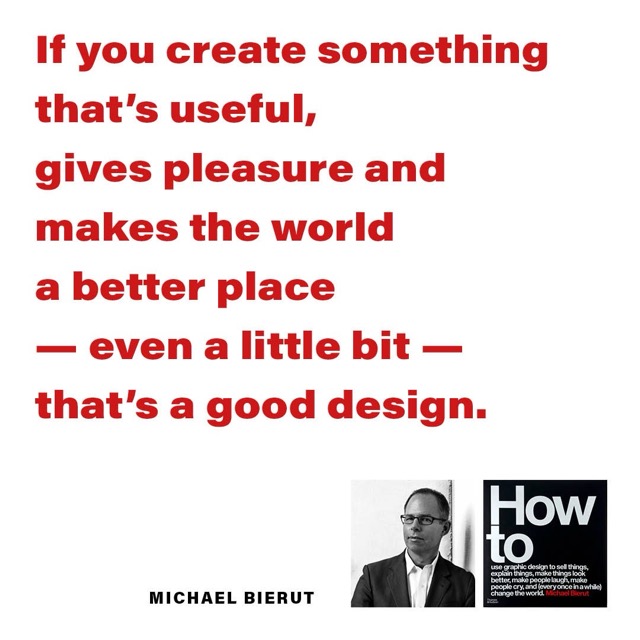 If you create something
that's useful,
gives pleasure and
makes the world
a better place
— even a little bit —
that's a good design.
MICHAEL BIERUT
How
to
use graphic design to sell things,
explain things, make things look
better, make people laugh, make
people cry, and (every once in a while)
change the world. Michael Bierut